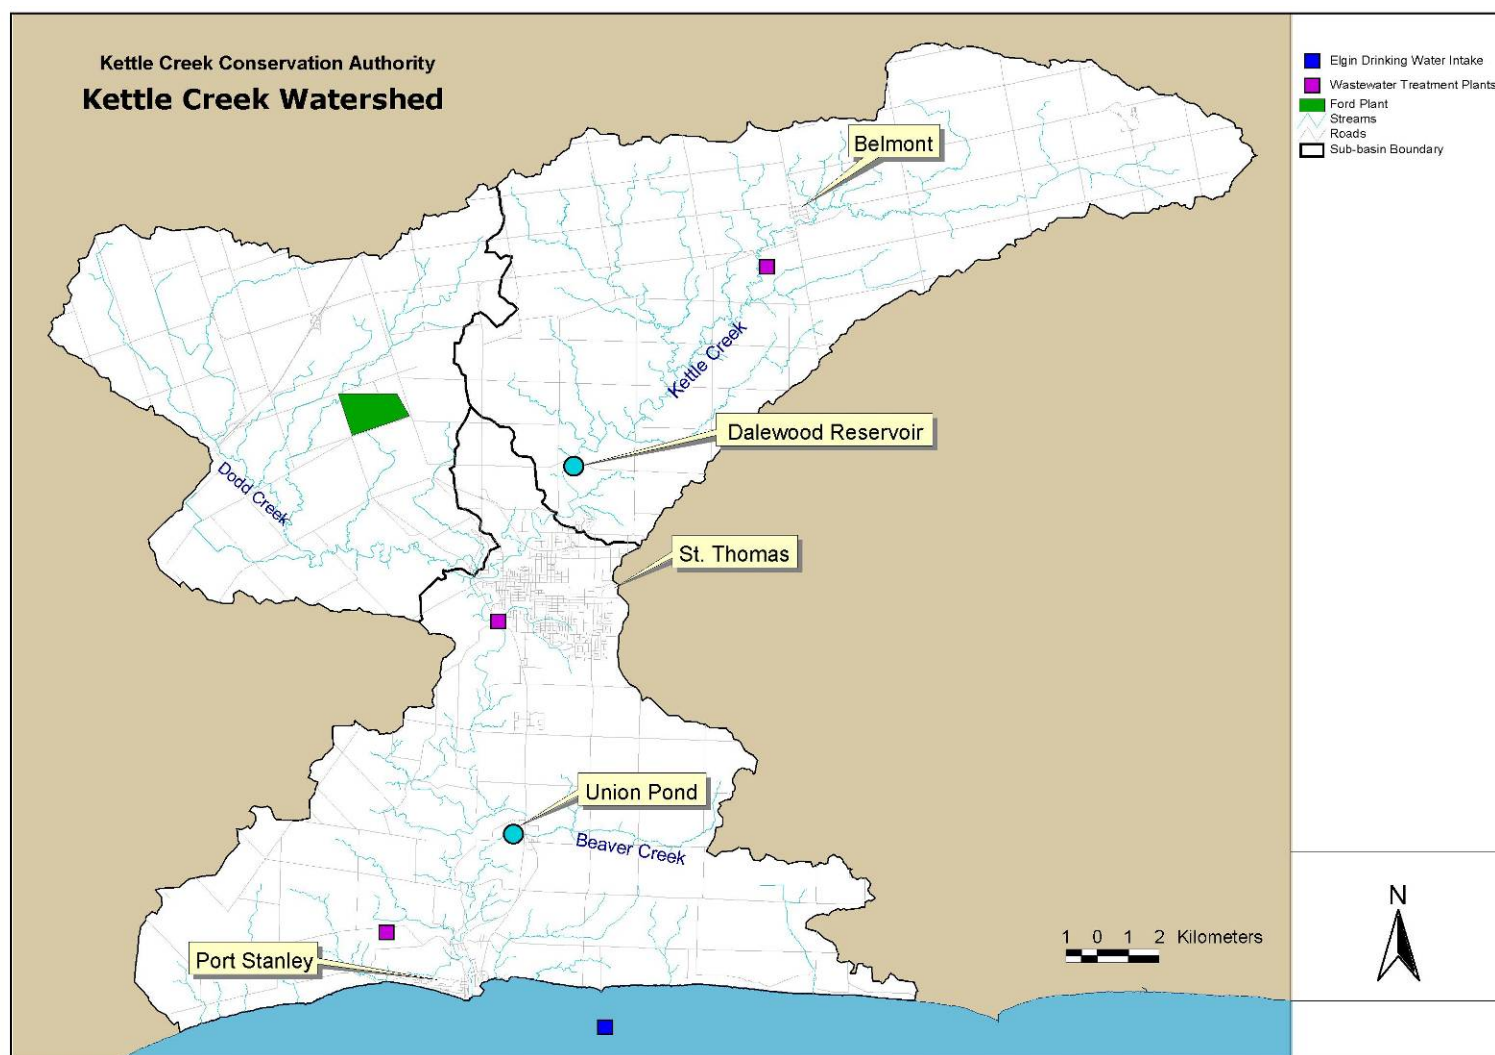 Kettle Creek Conservation Authority
Kettle Creek Watershed
Elgin Drinking Water Intake
Wastewater Treatment Plants
Ford Plant
Streams
Roads
Sub-basin Boundary
Belmont
Kettle Creek
Dalewood Reservoir
Dodd Creek
St. Thomas
Union Pond
Beaver Creek
Port Stanley
1 0 1 2 Kilometers
N